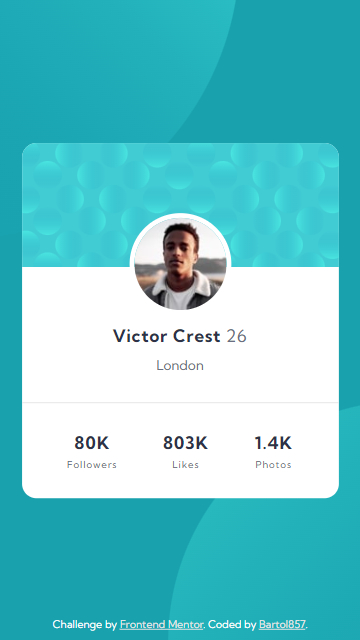 Victor Crest 26
London
80K 803K 1.4K
Followers Likes Photos
Challenge by Frontend Mentor. Coded by Bartol857.